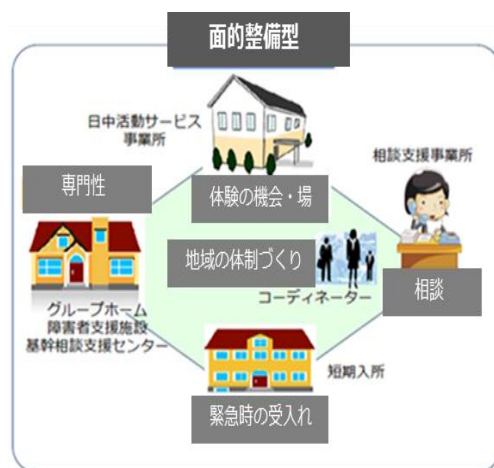 面的整備型
日中活動サービス
事業所
相談支援事業所
専門性
体験の機会・場
地域の体制づくり
コーディネーター
相談
グループホーム
障害者支援施設
基幹相談支援センター
短期入所
緊急時の受入れ